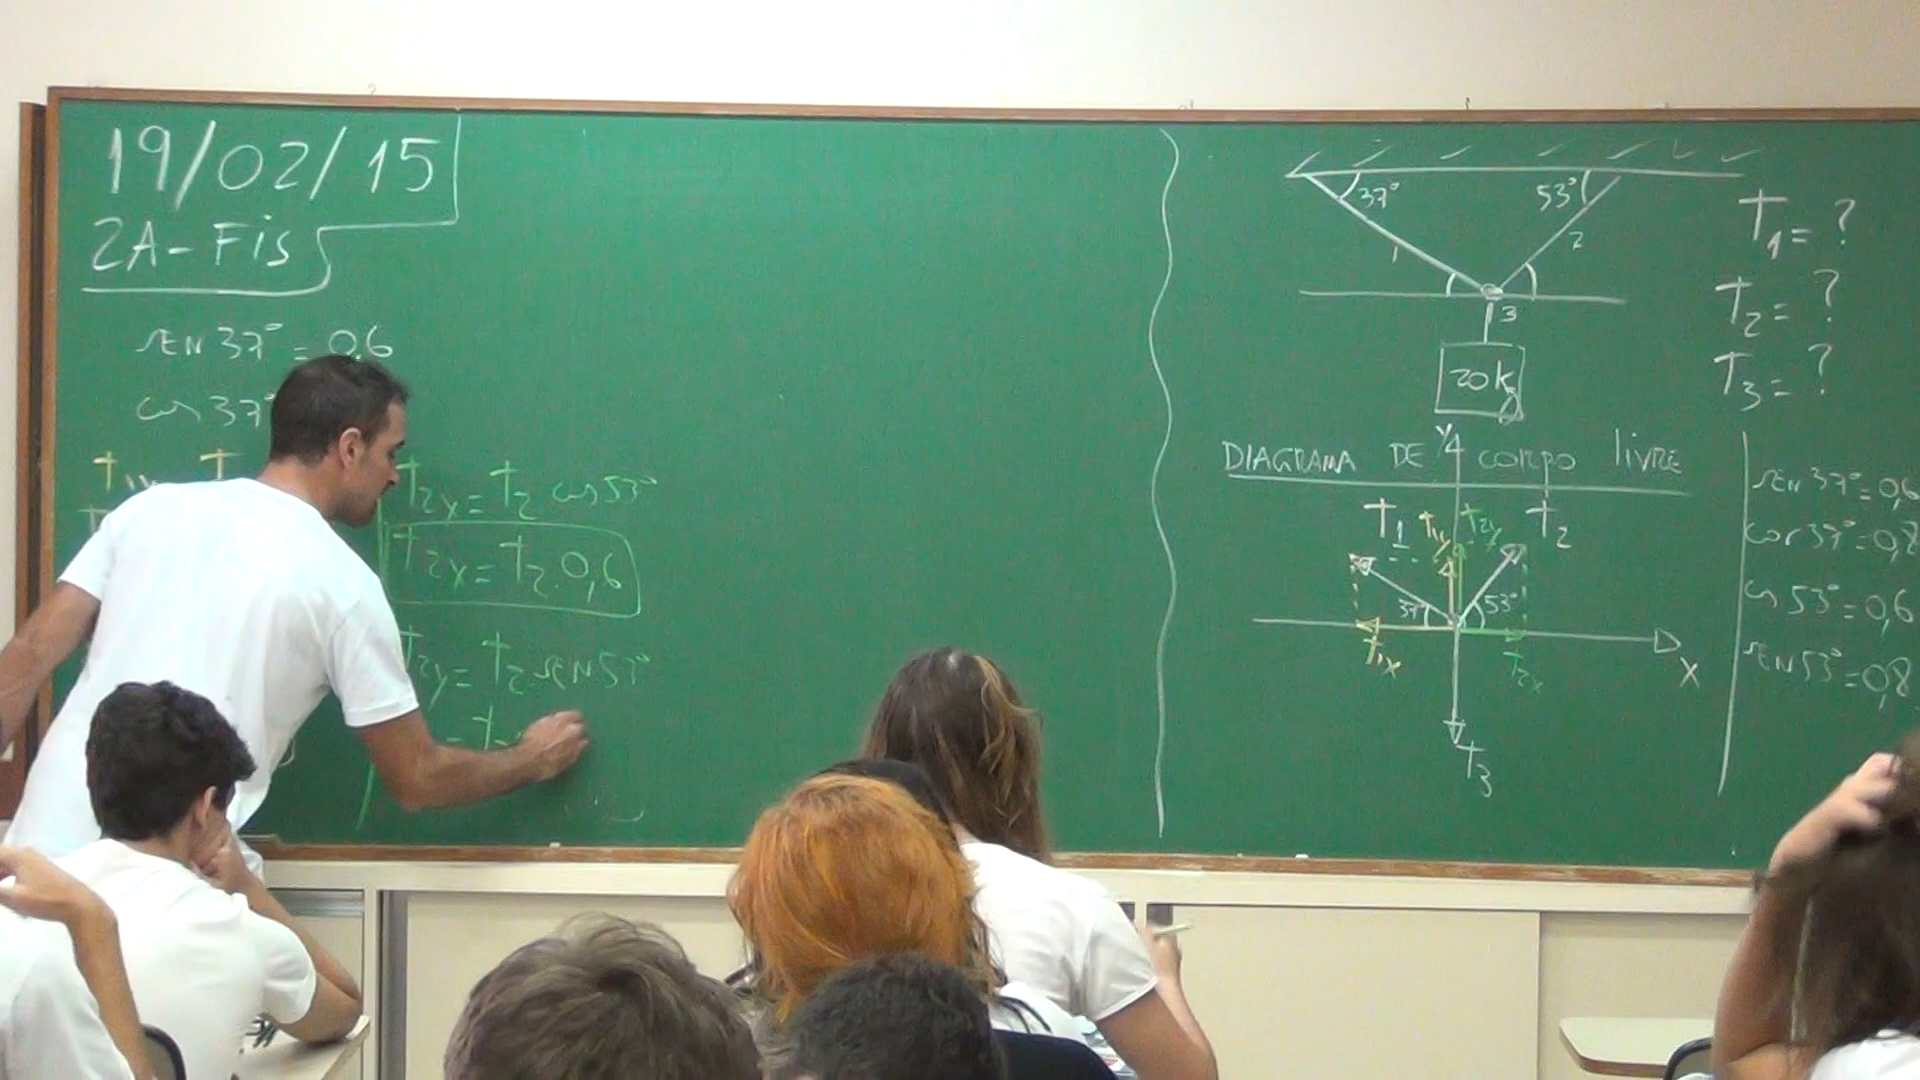 19/02/15
2A-Fis
SEN 37° = 0,6
cos 37°
T2x = T2 cos 53°
T2x = T2.0,6
T2y = T2 SEN 53°
37°
53°
1
2
3
20kg
T1 = ?
T2 = ?
T3 = ?
DIAGRAMA DE CORPO LIVRE
y
T1
T1y
T2y
T2
37°
53°
T1x
T2x
x
T3
SEN 37° = 0,6
cos 37° = 0,8
cos 53° = 0,6
SEN 53° = 0,8